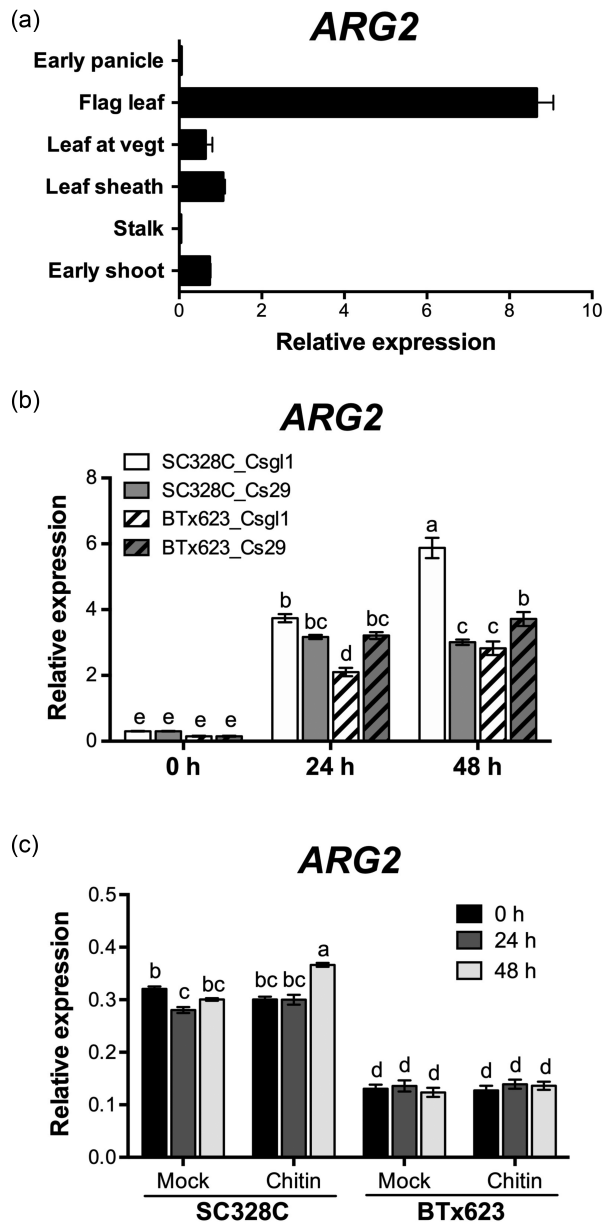 (a)
ARG2
Early panicle
Flag leaf
Leaf at vegt
Leaf sheath
Stalk
Early shoot
0 2 4 6 8 10
Relative expression
(b)
ARG2
SC328C_Csgl1
SC328C_Cs29
BTx623_Csgl1
BTx623_Cs29
Relative expression
8
6
4
2
0
e e e e
b bc d bc
a c c b
0 h 24 h 48 h
(c)
ARG2
0 h
24 h
48 h
Relative expression
0.5
0.4
0.3
0.2
0.1
0.0
b c bc bc bc a d d d d d d
Mock Chitin Mock Chitin
SC328C BTx623